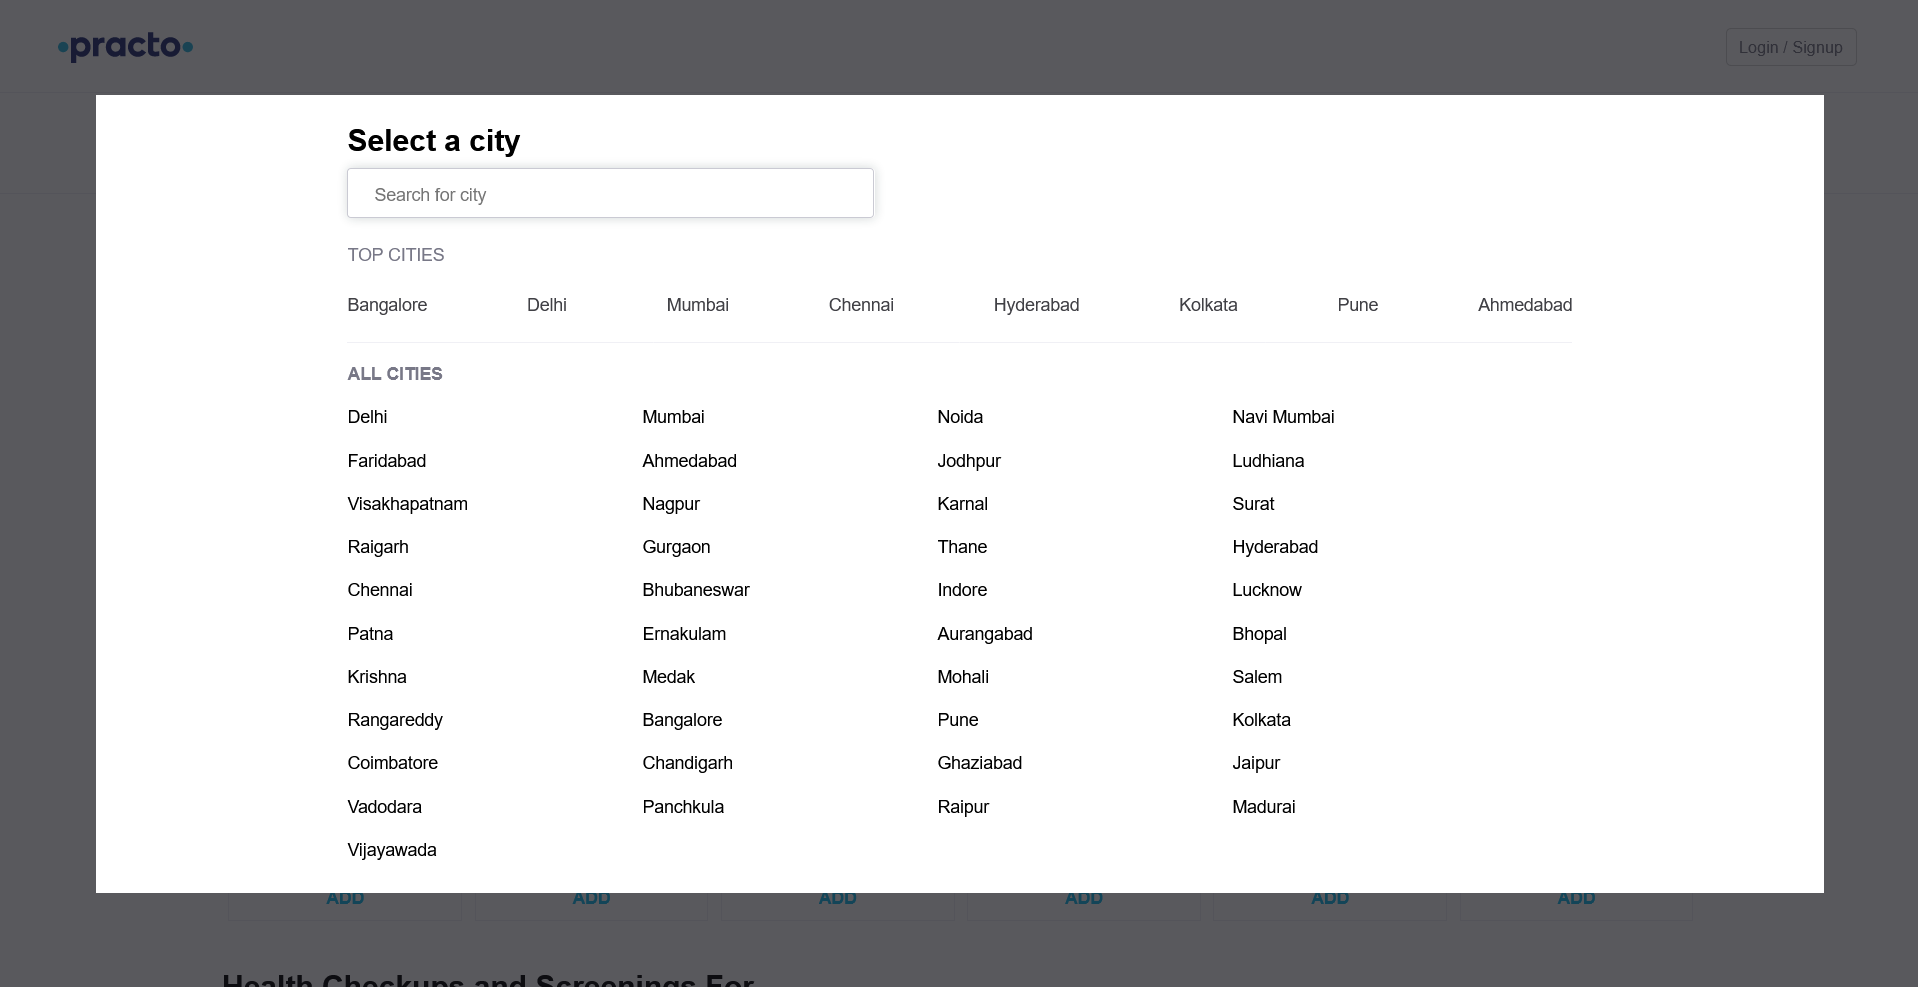 practo
Login / Signup
Select a city
Search for city
TOP CITIES
Bangalore Delhi Mumbai Chennai Hyderabad Kolkata Pune Ahmedabad
ALL CITIES
Delhi Mumbai Noida Navi Mumbai
Faridabad Ahmedabad Jodhpur Ludhiana
Visakhapatnam Nagpur Karnal Surat
Raigarh Gurgaon Thane Hyderabad
Chennai Bhubaneswar Indore Lucknow
Patna Ernakulam Aurangabad Bhopal
Krishna Medak Mohali Salem
Rangareddy Bangalore Pune Kolkata
Coimbatore Chandigarh Ghaziabad Jaipur
Vadodara Panchkula Raipur Madurai
Vijayawada
ADD ADD ADD ADD ADD ADD
Health Checkups and Screenings For